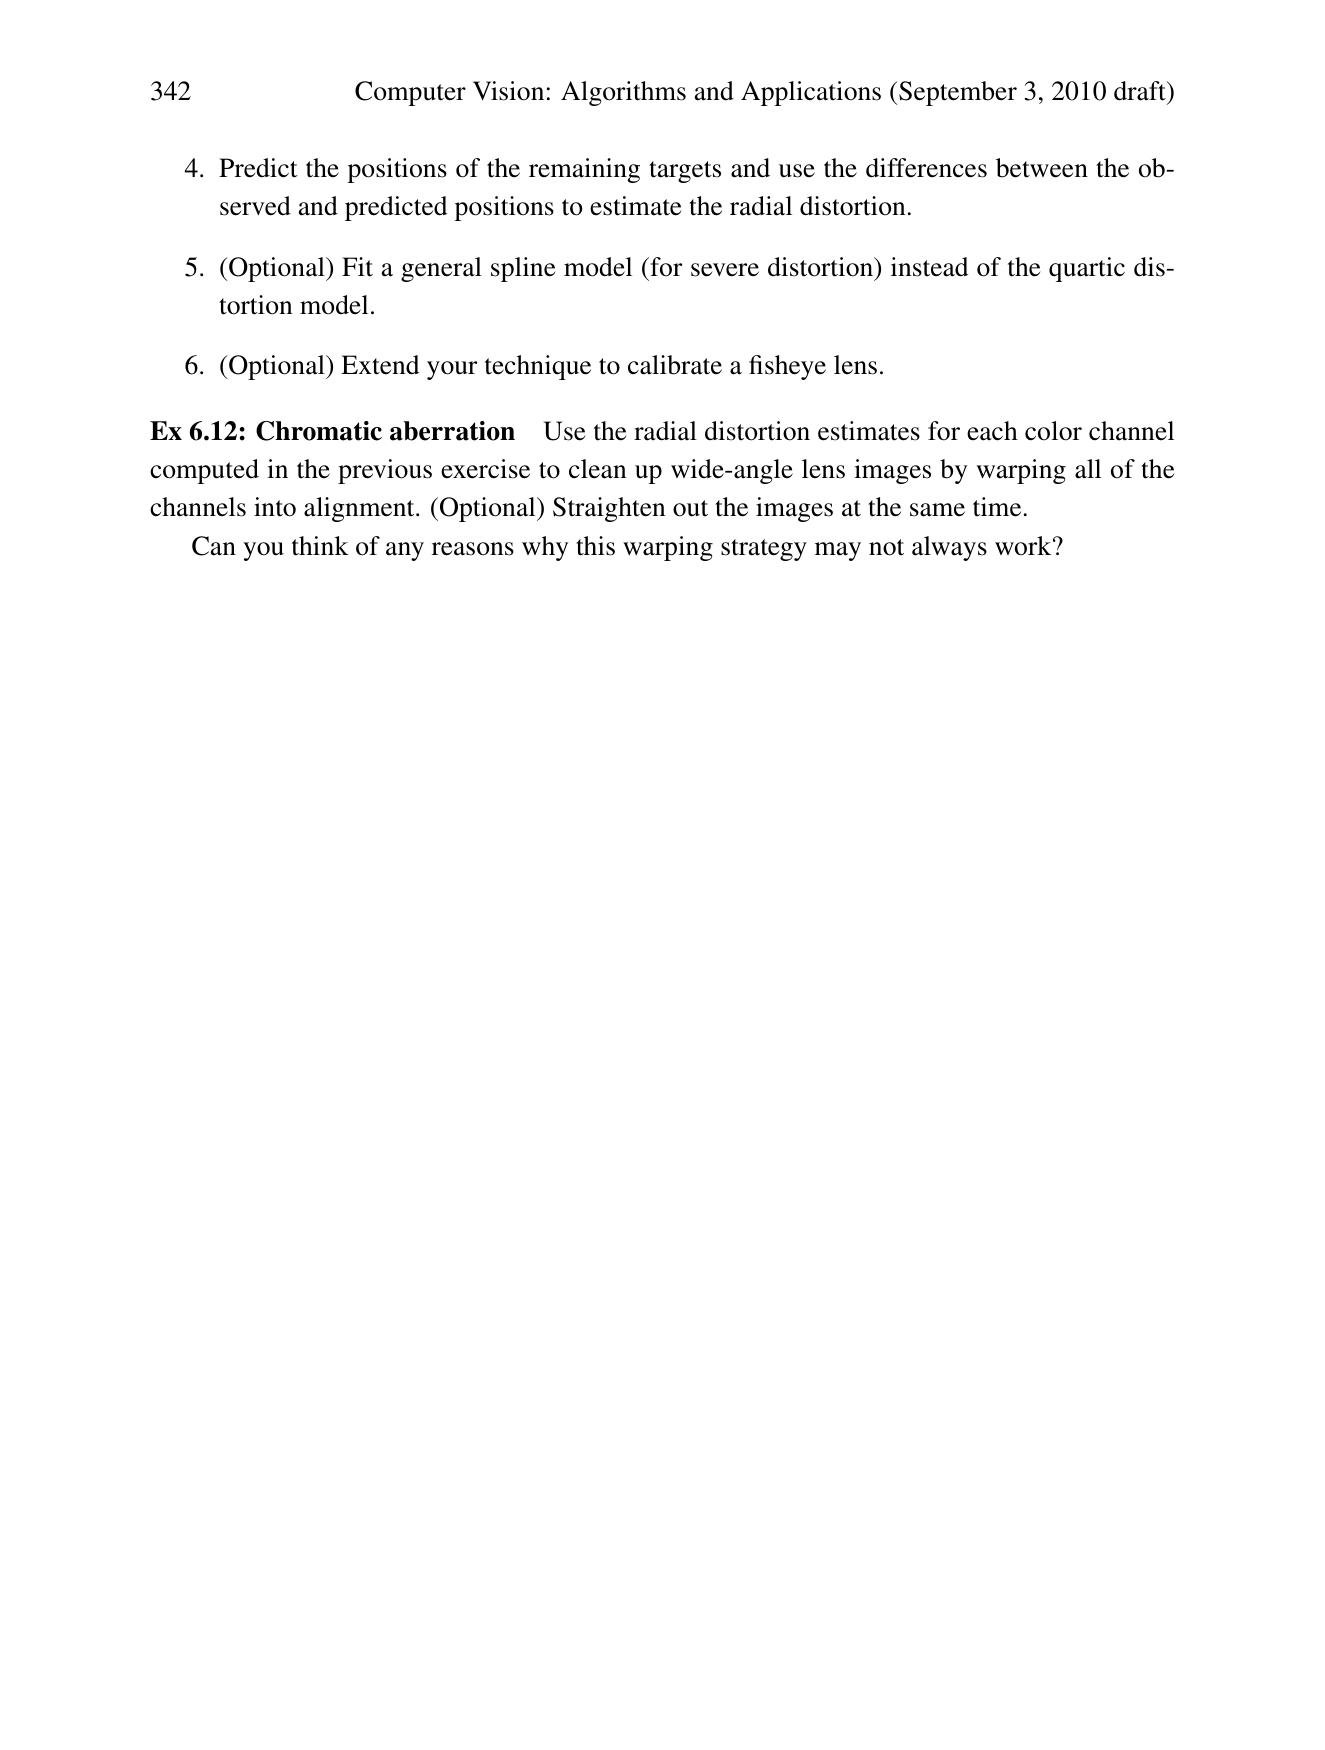 342 Computer Vision: Algorithms and Applications (September 3, 2010 draft)
4. Predict the positions of the remaining targets and use the differences between the ob-
served and predicted positions to estimate the radial distortion.
5. (Optional) Fit a general spline model (for severe distortion) instead of the quartic dis-
tortion model.
6. (Optional) Extend your technique to calibrate a fisheye lens.
Ex 6.12: Chromatic aberration Use the radial distortion estimates for each color channel
computed in the previous exercise to clean up wide-angle lens images by warping all of the
channels into alignment. (Optional) Straighten out the images at the same time.
Can you think of any reasons why this warping strategy may not always work?